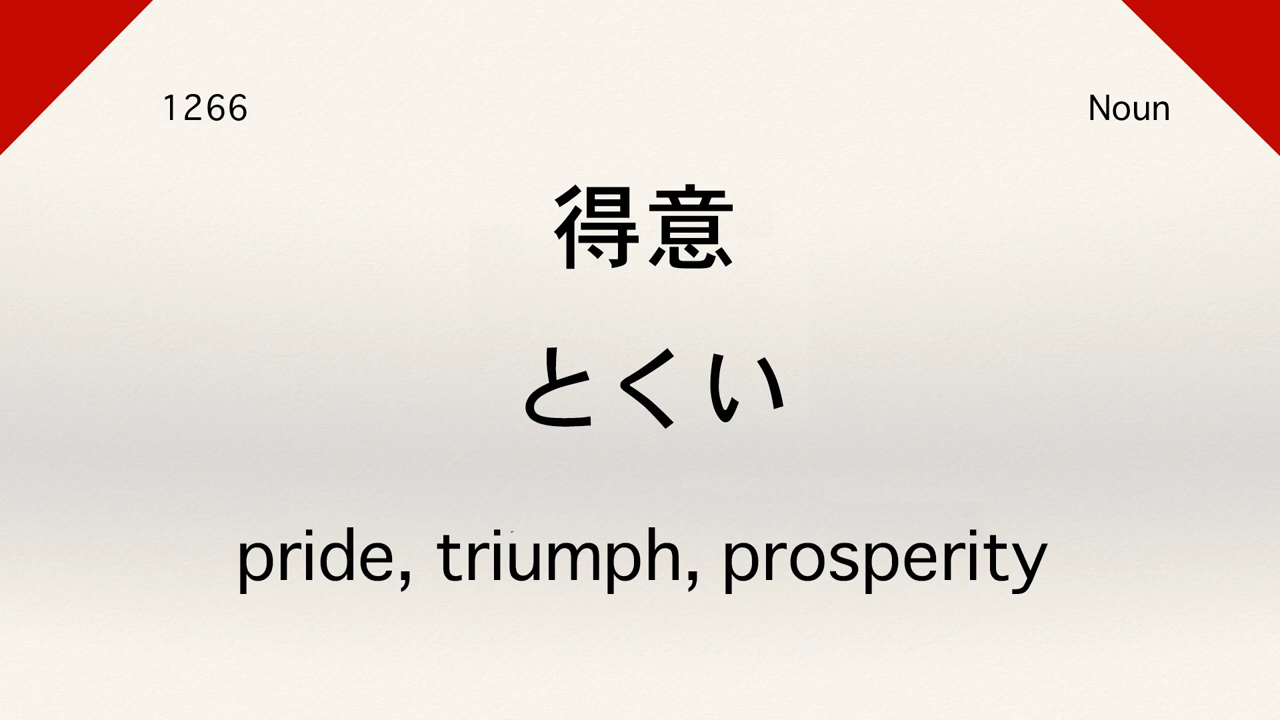 1266
Noun
得意
とくい
pride, triumph, prosperity